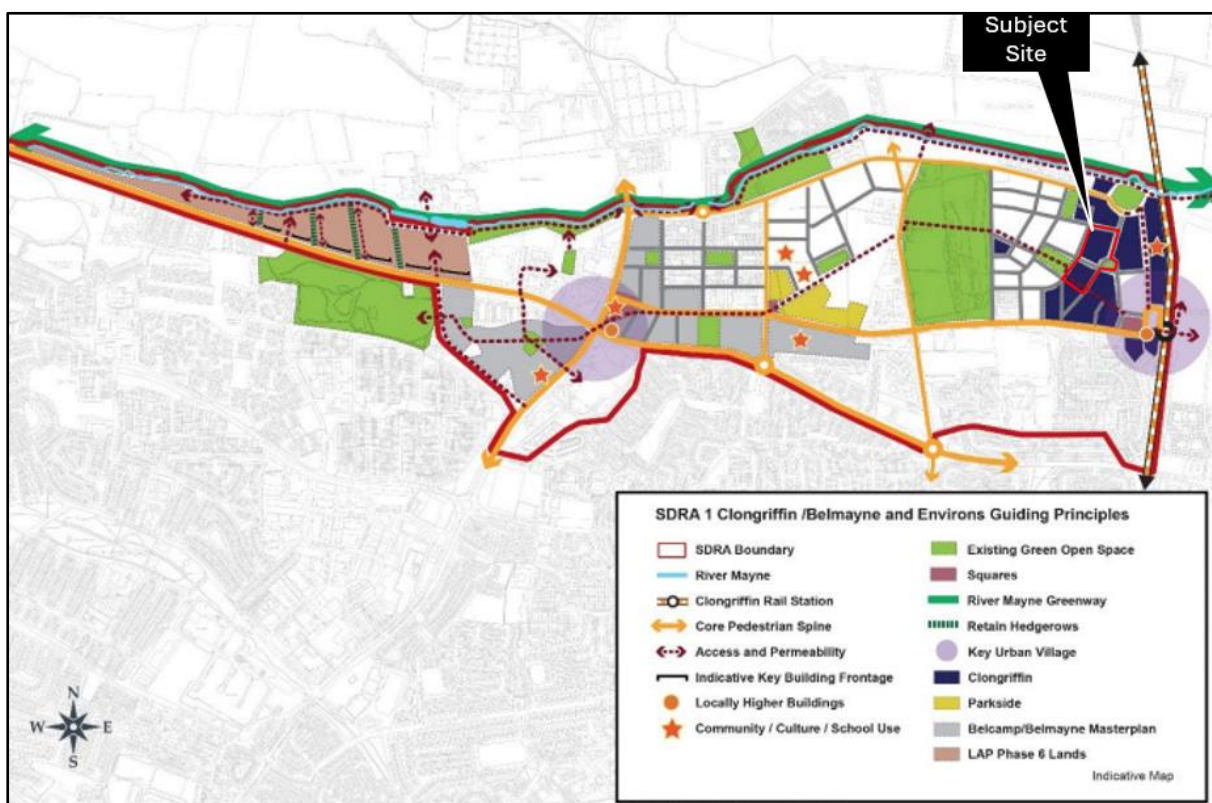 Subject
Site
SDRA 1 Clongriffin /Belmayne and Environs Guiding Principles
SDRA Boundary
River Mayne
Clongriffin Rail Station
Core Pedestrian Spine
Access and Permeability
Indicative Key Building Frontage
Locally Higher Buildings
Community / Culture / School Use
Existing Green Open Space
Squares
River Mayne Greenway
Retain Hedgerows
Key Urban Village
Clongriffin
Parkside
Belcamp/Belmayne Masterplan
LAP Phase 6 Lands
Indicative Map
N
W E
S